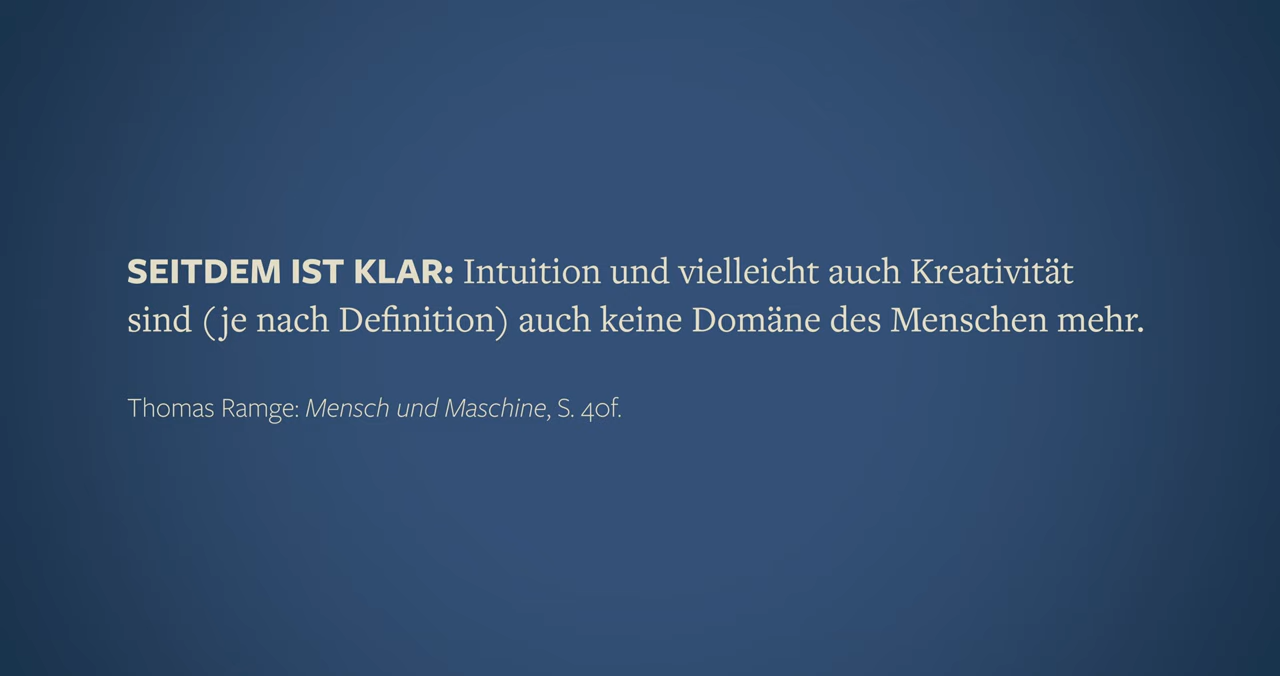 SEITDEM IST KLAR: Intuition und vielleicht auch Kreativität
sind (je nach Definition) auch keine Domäne des Menschen mehr.
Thomas Ramge: Mensch und Maschine, S. 40f.